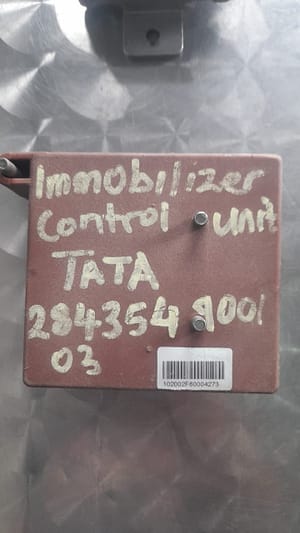 Immobilizer
Control unit
TATA
284354 9001
03
102002F60004273